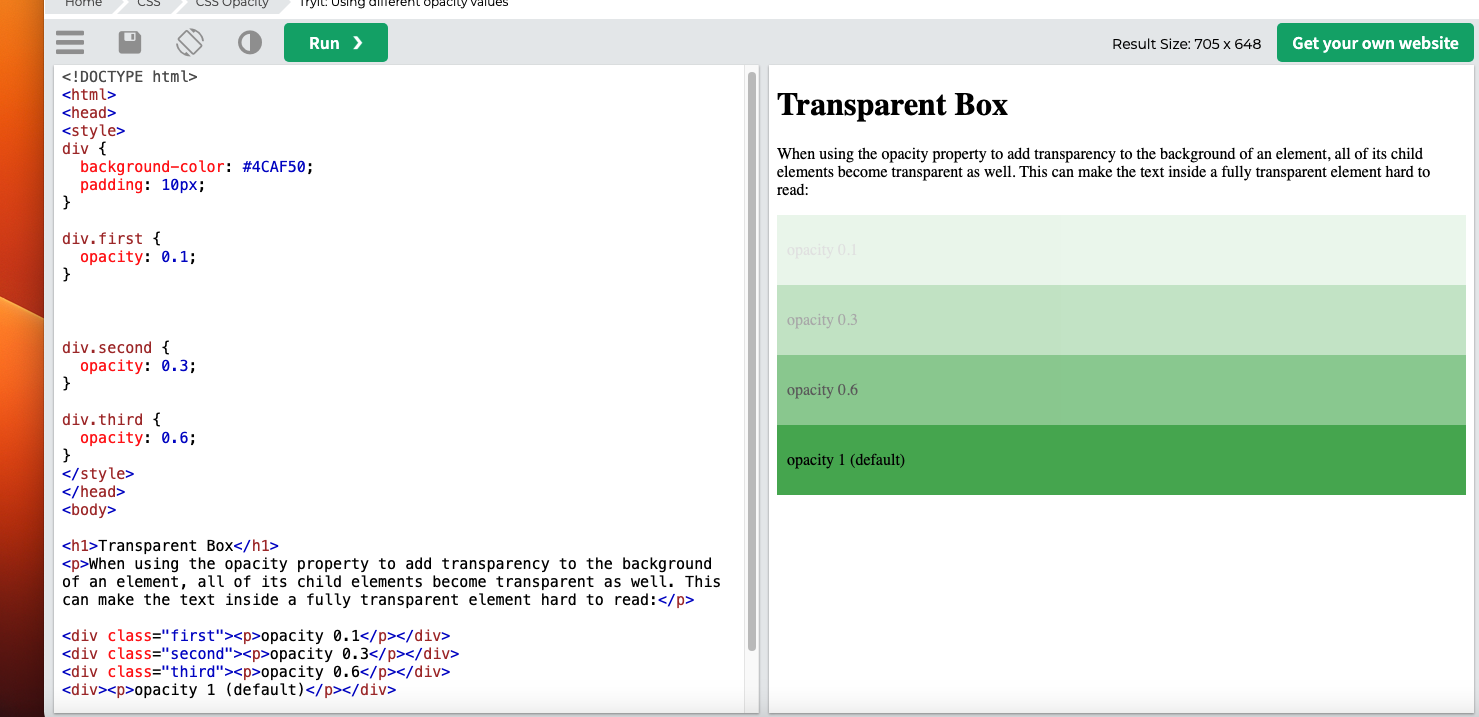 Home CSS CSS Opacity Tryit: Using different opacity values
Run ❯
Result Size: 705 x 648
Get your own website
<!DOCTYPE html>
<html>
<head>
<style>
div {
  background-color: #4CAF50;
  padding: 10px;
}
div.first {
  opacity: 0.1;
}
div.second {
  opacity: 0.3;
}
div.third {
  opacity: 0.6;
}
</style>
</head>
<body>
<h1>Transparent Box</h1>
<p>When using the opacity property to add transparency to the background
of an element, all of its child elements become transparent as well. This
can make the text inside a fully transparent element hard to read:</p>
<div class="first"><p>opacity 0.1</p></div>
<div class="second"><p>opacity 0.3</p></div>
<div class="third"><p>opacity 0.6</p></div>
<div><p>opacity 1 (default)</p></div>
Transparent Box
When using the opacity property to add transparency to the background of an element, all of its child
elements become transparent as well. This can make the text inside a fully transparent element hard to
read:
opacity 0.1
opacity 0.3
opacity 0.6
opacity 1 (default)